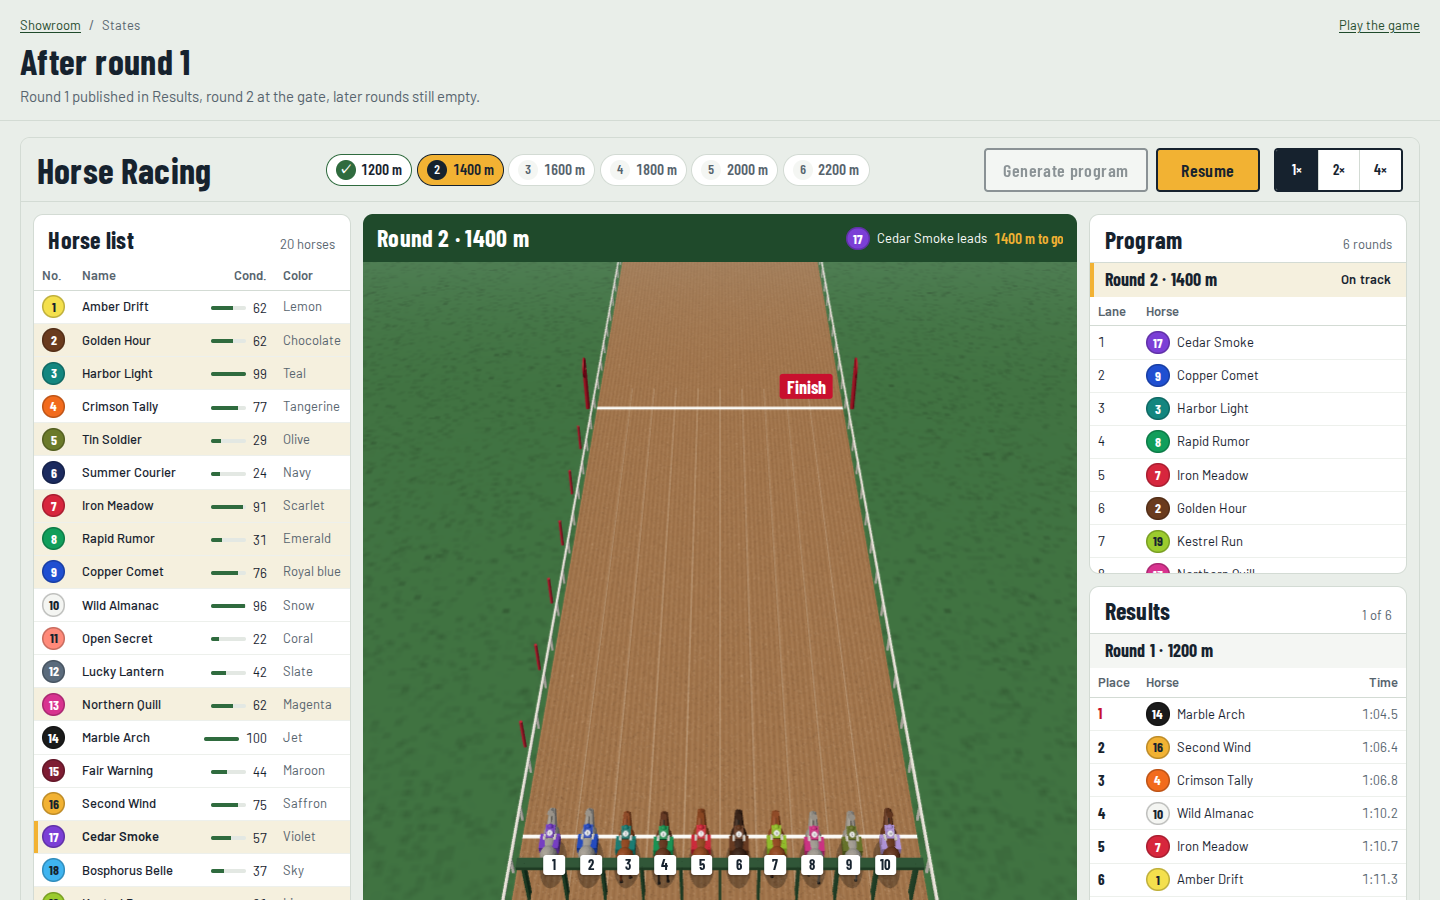 Showroom / States
Play the game
After round 1
Round 1 published in Results, round 2 at the gate, later rounds still empty.
Horse Racing
✓ 1200 m
2 1400 m
3 1600 m
4 1800 m
5 2000 m
6 2200 m
Generate program
Resume
1×
2×
4×
Horse list
20 horses
No. Name Cond. Color
1 Amber Drift 62 Lemon
2 Golden Hour 62 Chocolate
3 Harbor Light 99 Teal
4 Crimson Tally 77 Tangerine
5 Tin Soldier 29 Olive
6 Summer Courier 24 Navy
7 Iron Meadow 91 Scarlet
8 Rapid Rumor 31 Emerald
9 Copper Comet 76 Royal blue
10 Wild Almanac 96 Snow
11 Open Secret 22 Coral
12 Lucky Lantern 42 Slate
13 Northern Quill 62 Magenta
14 Marble Arch 100 Jet
15 Fair Warning 44 Maroon
16 Second Wind 75 Saffron
17 Cedar Smoke 57 Violet
18 Bosphorus Belle 37 Sky
Round 2 · 1400 m
17 Cedar Smoke leads 1400 m to go
Finish
1 2 3 4 5 6 7 8 9 10
Program
6 rounds
Round 2 · 1400 m On track
Lane Horse
1 17 Cedar Smoke
2 9 Copper Comet
3 3 Harbor Light
4 8 Rapid Rumor
5 7 Iron Meadow
6 2 Golden Hour
7 19 Kestrel Run
8 13 Northern Quill
Results
1 of 6
Round 1 · 1200 m
Place Horse Time
1 14 Marble Arch 1:04.5
2 16 Second Wind 1:06.4
3 4 Crimson Tally 1:06.8
4 10 Wild Almanac 1:10.2
5 7 Iron Meadow 1:10.7
6 1 Amber Drift 1:11.3